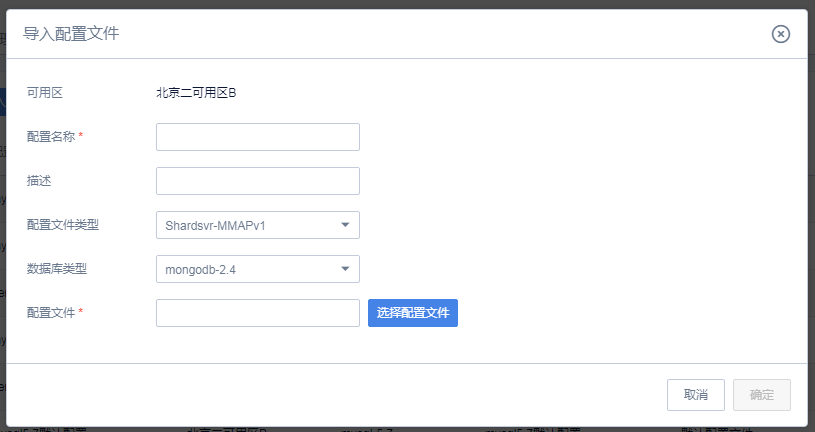 导入配置文件
可用区 北京二可用区B
配置名称 *
描述
配置文件类型 Shardsvr-MMAPv1
数据库类型 mongodb-2.4
配置文件 * 选择配置文件
取消 确定